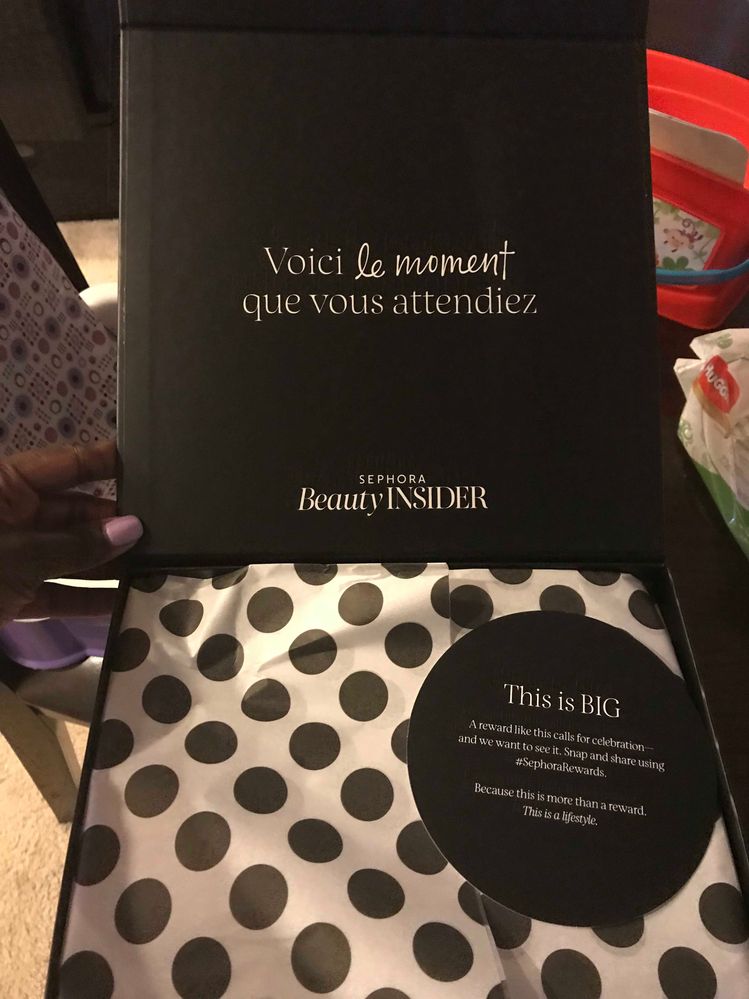 Voici le moment
que vous attendiez
SEPHORA
Beauty INSIDER
This is BIG
A reward like this calls for celebration—
and we want to see it. Snap and share using
#SephoraRewards.
Because this is more than a reward.
This is a lifestyle.